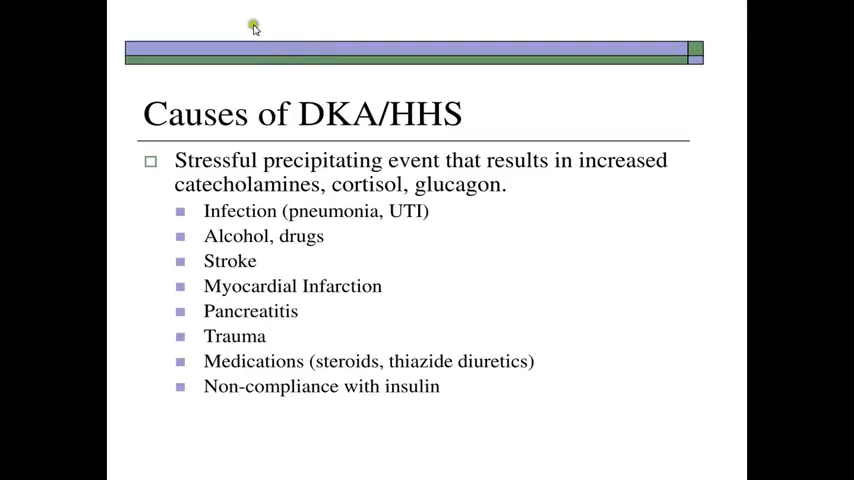 Causes of DKA/HHS
Stressful precipitating event that results in increased
catecholamines, cortisol, glucagon.
Infection (pneumonia, UTI)
Alcohol, drugs
Stroke
Myocardial Infarction
Pancreatitis
Trauma
Medications (steroids, thiazide diuretics)
Non-compliance with insulin